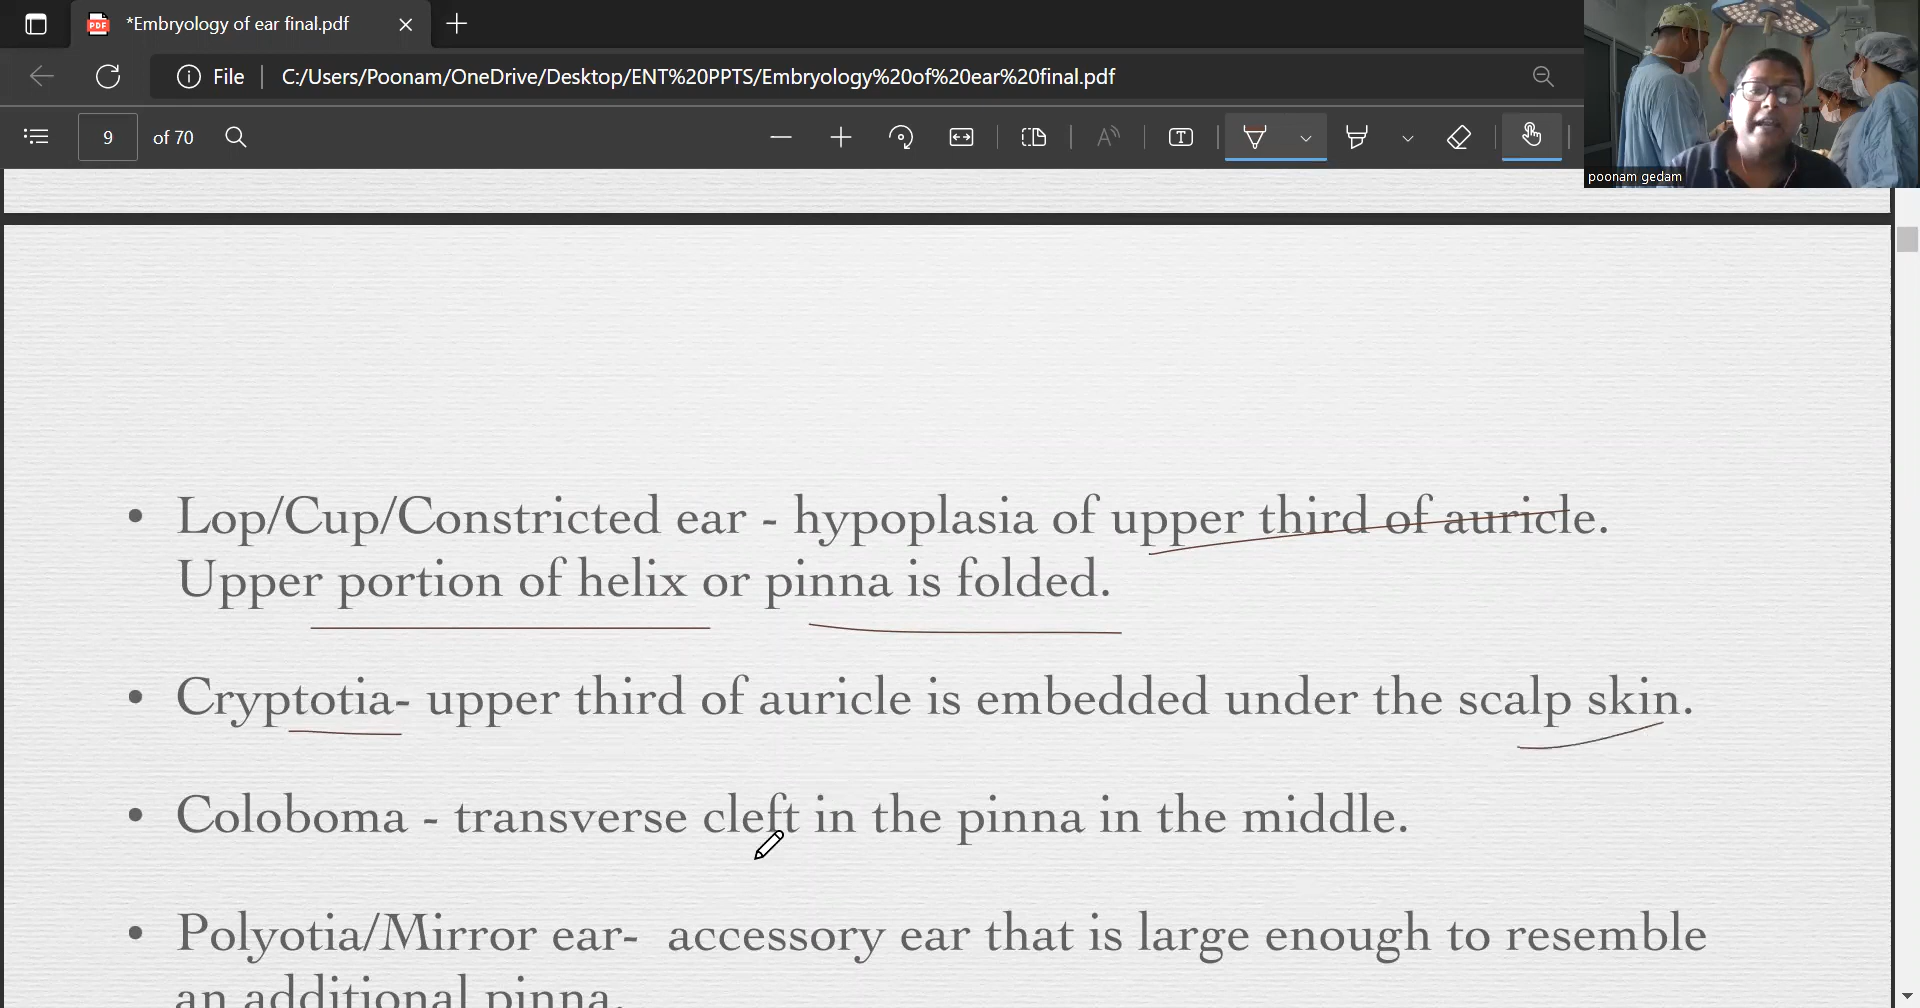 *Embryology of ear final.pdf
File
C:/Users/Poonam/OneDrive/Desktop/ENT%20PPTS/Embryology%20of%20ear%20final.pdf
9 of 70
poonam gedam
• Lop/Cup/Constricted ear - hypoplasia of upper third of auricle.
Upper portion of helix or pinna is folded.
• Cryptotia- upper third of auricle is embedded under the scalp skin.
• Coloboma - transverse cleft in the pinna in the middle.
• Polyotia/Mirror ear- accessory ear that is large enough to resemble
an additional pinna.